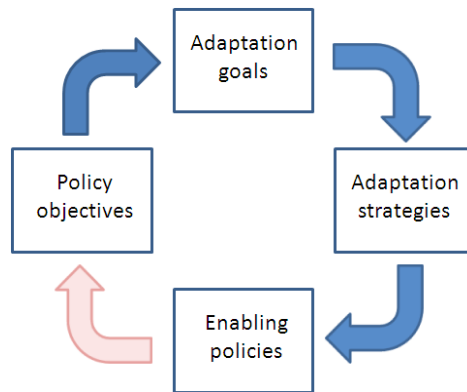 Adaptation
goals
Policy
objectives
Adaptation
strategies
Enabling
policies